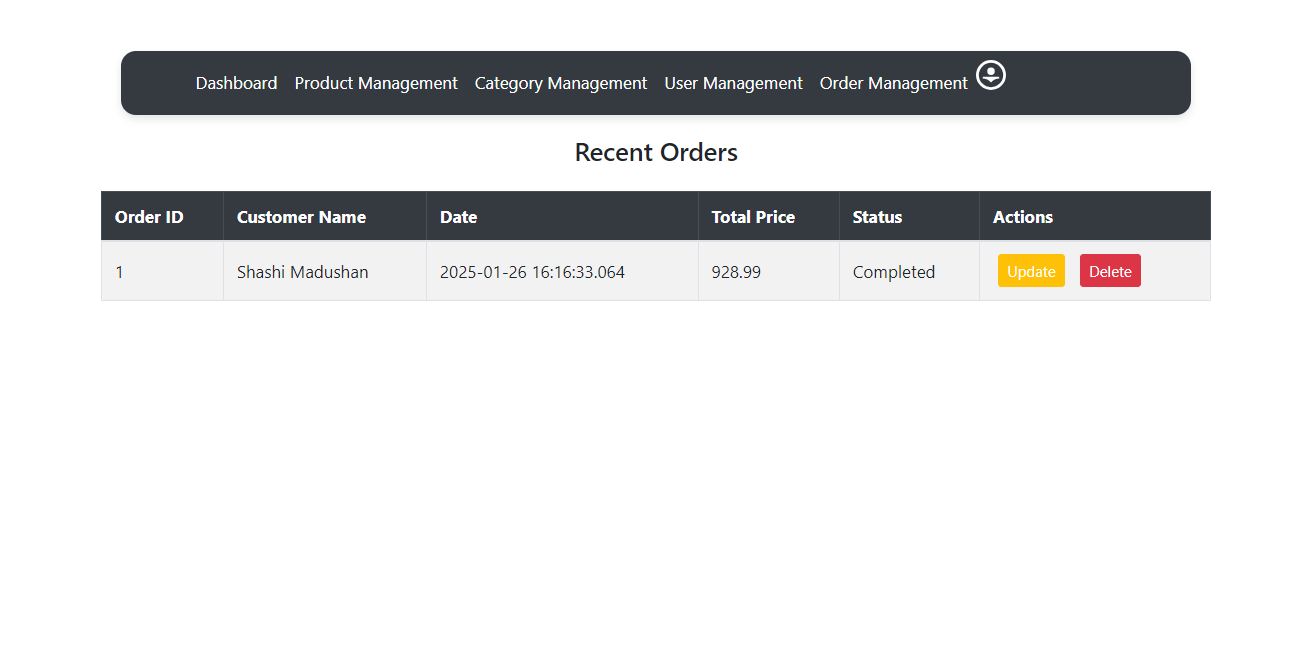 Dashboard Product Management Category Management User Management Order Management
Recent Orders
Order ID Customer Name Date Total Price Status Actions
1 Shashi Madushan 2025-01-26 16:16:33.064 928.99 Completed Update Delete